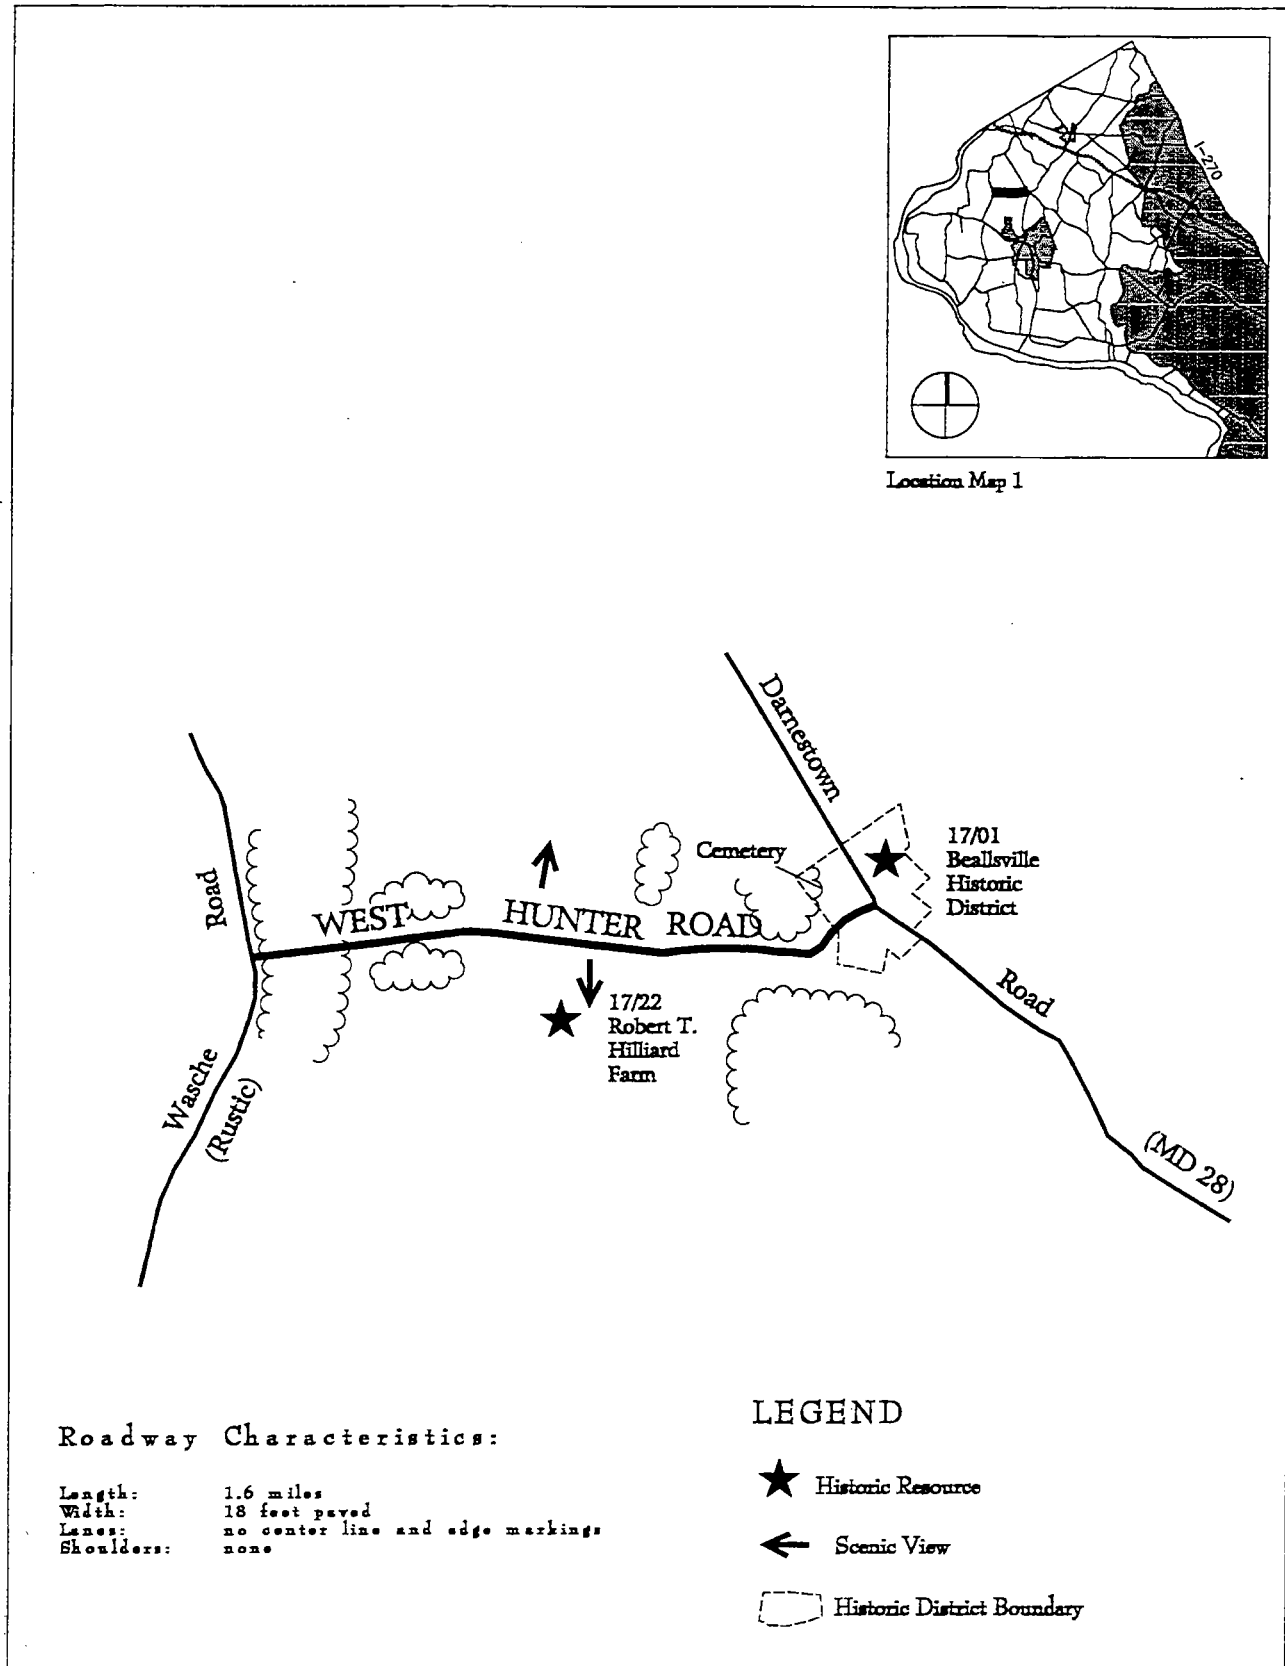 I-270
Location Map 1
Darnestown
Road
(MD 28)
17/01
Beallsville
Historic
District
Cemetery
WEST HUNTER ROAD
Road
Wasche
(Rustic)
17/22
Robert T.
Hilliard
Farm
Roadway Characteristics:
Length: 1.6 miles
Width: 18 feet paved
Lanes: no center line and edge markings
Shoulders: none
LEGEND
Historic Resource
Scenic View
Historic District Boundary